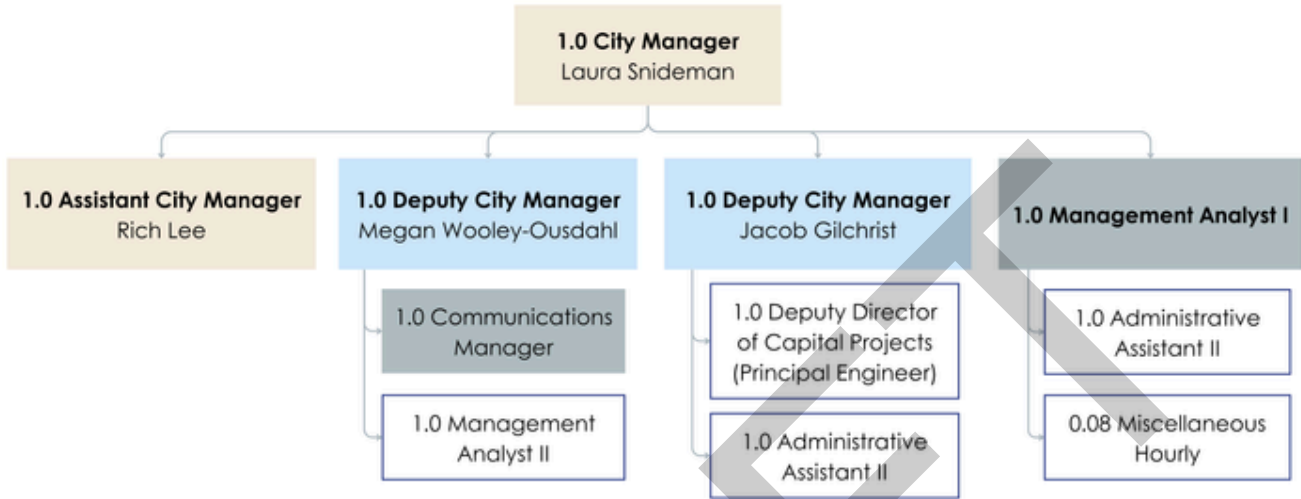 1.0 City Manager
Laura Snideman
1.0 Assistant City Manager
Rich Lee
1.0 Deputy City Manager
Megan Wooley-Ousdahl
1.0 Deputy City Manager
Jacob Gilchrist
1.0 Management Analyst I
1.0 Communications
Manager
1.0 Management
Analyst II
1.0 Deputy Director
of Capital Projects
(Principal Engineer)
1.0 Administrative
Assistant II
1.0 Administrative
Assistant II
0.08 Miscellaneous
Hourly